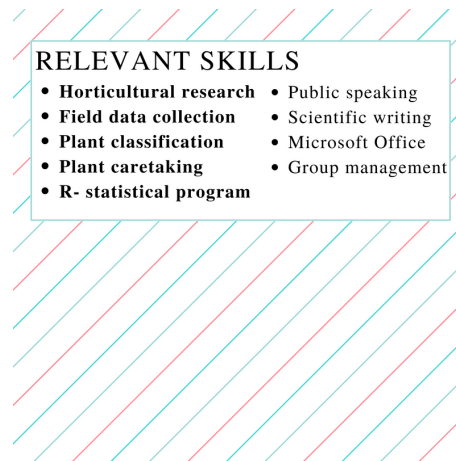 RELEVANT SKILLS
• Horticultural research
• Field data collection
• Plant classification
• Plant caretaking
• R- statistical program
• Public speaking
• Scientific writing
• Microsoft Office
• Group management